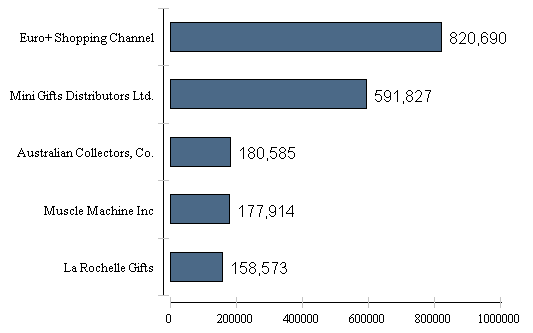 Euro+ Shopping Channel 820,690
Mini Gifts Distributors Ltd. 591,827
Australian Collectors, Co. 180,585
Muscle Machine Inc 177,914
La Rochelle Gifts 158,573
0 200000 400000 600000 800000 1000000